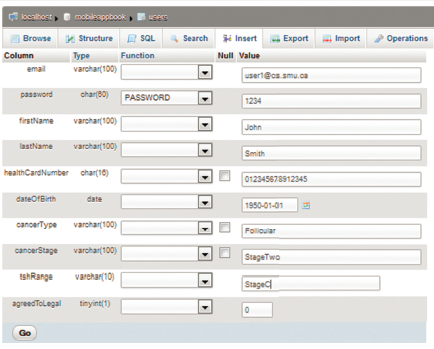 localhost mobileappbook users
Browse Structure SQL Search Insert Export Import Operations
Column Type Function Null Value
email varchar(100) user1@cs.smu.ca
password char(60) PASSWORD 1234
firstName varchar(100) John
lastName varchar(100) Smith
healthCardNumber char(16) 012345678912345
dateOfBirth date 1950-01-01
cancerType varchar(100) Follicular
cancerStage varchar(100) StageTwo
tshRange varchar(10) StageC
agreedToLegal tinyint(1) 0
Go